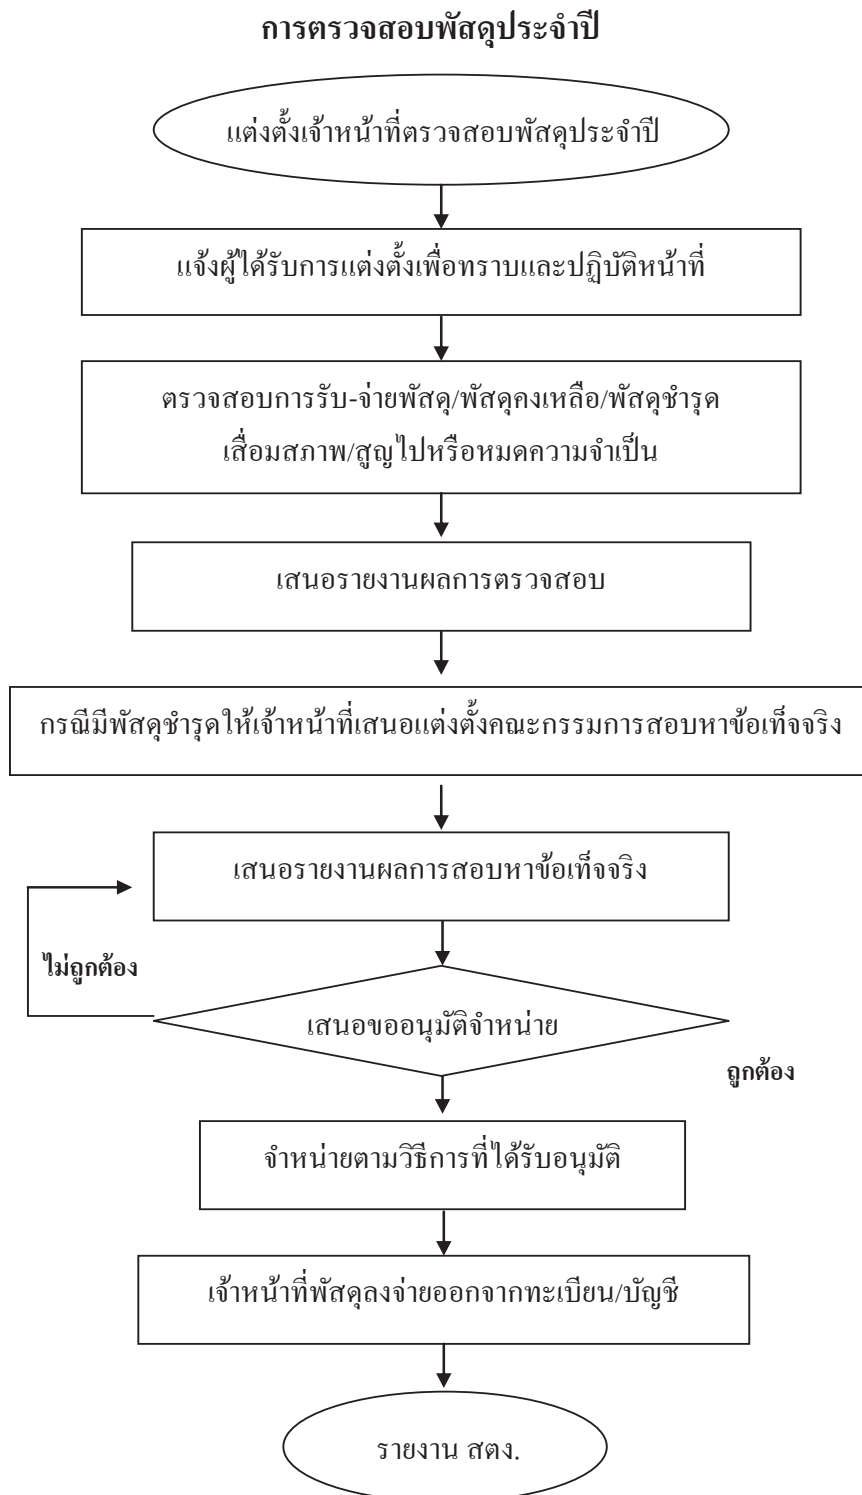 การตรวจสอบพัสดุประจำปี
แต่งตั้งเจ้าหน้าที่ตรวจสอบพัสดุประจำปี
แจ้งผู้ได้รับการแต่งตั้งเพื่อทราบและปฏิบัติหน้าที่
ตรวจสอบการรับ-จ่ายพัสดุ/พัสดุคงเหลือ/พัสดุชำรุด
เสื่อมสภาพ/สูญไปหรือหมดความจำเป็น
เสนอรายงานผลการตรวจสอบ
กรณีมีพัสดุชำรุดให้เจ้าหน้าที่เสนอแต่งตั้งคณะกรรมการสอบหาข้อเท็จจริง
เสนอรายงานผลการสอบหาข้อเท็จจริง
ไม่ถูกต้อง
เสนอขออนุมัติจำหน่าย
ถูกต้อง
จำหน่ายตามวิธีการที่ได้รับอนุมัติ
เจ้าหน้าที่พัสดุลงจ่ายออกจากทะเบียน/บัญชี
รายงาน สตง.